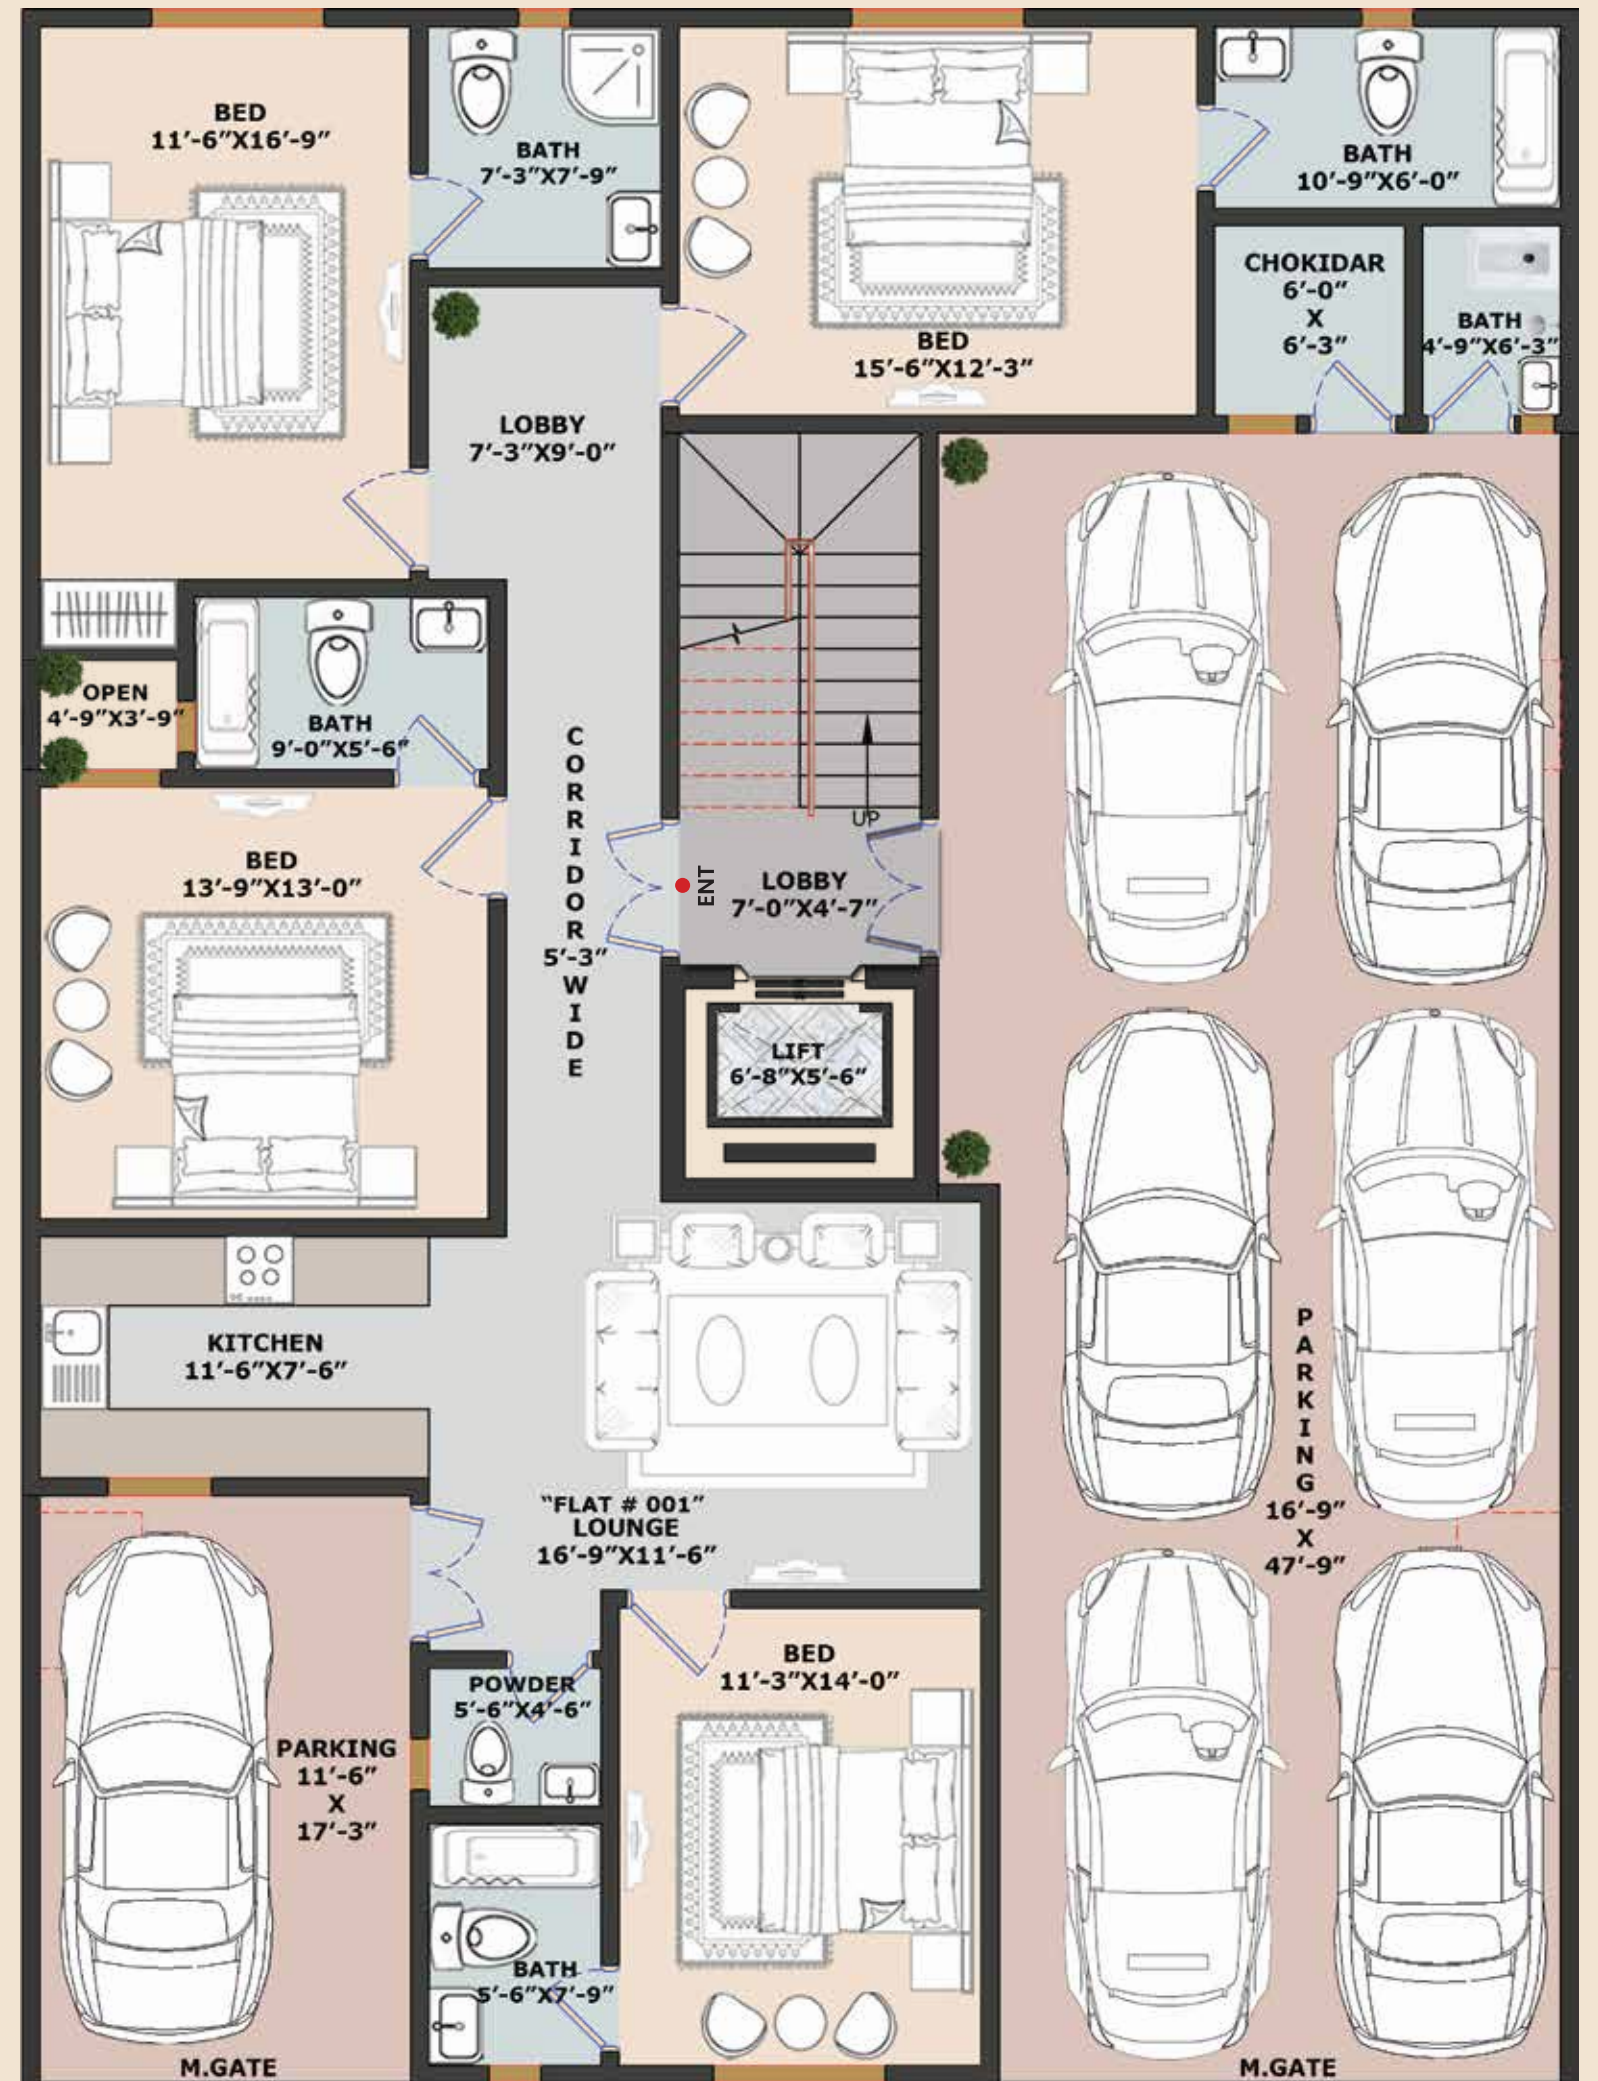 BED
11'-6"X16'-9"
BATH
7'-3"X7'-9"
BED
15'-6"X12'-3"
BATH
10'-9"X6'-0"
CHOKIDAR
6'-0"
X
6'-3"
BATH
4'-9"X6'-3"
LOBBY
7'-3"X9'-0"
OPEN
4'-9"X3'-9"
BATH
9'-0"X5'-6"
CORRIDOR
5'-3"
WIDE
UP
ENT
LOBBY
7'-0"X4'-7"
BED
13'-9"X13'-0"
LIFT
6'-8"X5'-6"
KITCHEN
11'-6"X7'-6"
PARKING
16'-9"
X
47'-9"
"FLAT # 001"
LOUNGE
16'-9"X11'-6"
BED
11'-3"X14'-0"
POWDER
5'-6"X4'-6"
PARKING
11'-6"
X
17'-3"
BATH
5'-6"X7'-9"
M.GATE
M.GATE